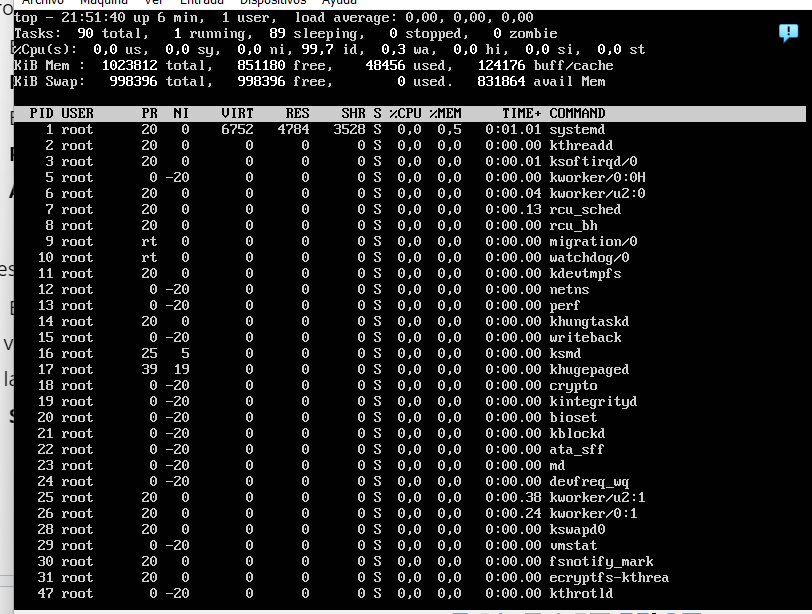 Archivo Máquina Ver Entrada Dispositivos Ayuda
top - 21:51:40 up 6 min,  1 user,  load average: 0,00, 0,00, 0,00
Tasks:  90 total,   1 running,  89 sleeping,   0 stopped,   0 zombie
%Cpu(s):  0,0 us,  0,0 sy,  0,0 ni, 99,7 id,  0,3 wa,  0,0 hi,  0,0 si,  0,0 st
KiB Mem :  1023812 total,   851180 free,    48456 used,   124176 buff/cache
KiB Swap:   998396 total,   998396 free,        0 used.   831864 avail Mem
PID USER      PR  NI    VIRT    RES    SHR S %CPU %MEM     TIME+ COMMAND
1 root      20   0    6752   4784   3528 S  0,0  0,5   0:01.01 systemd
2 root      20   0       0      0      0 S  0,0  0,0   0:00.00 kthreadd
3 root      20   0       0      0      0 S  0,0  0,0   0:00.01 ksoftirqd/0
5 root       0 -20       0      0      0 S  0,0  0,0   0:00.00 kworker/0:0H
6 root      20   0       0      0      0 S  0,0  0,0   0:00.04 kworker/u2:0
7 root      20   0       0      0      0 S  0,0  0,0   0:00.13 rcu_sched
8 root      20   0       0      0      0 S  0,0  0,0   0:00.00 rcu_bh
9 root      rt   0       0      0      0 S  0,0  0,0   0:00.00 migration/0
10 root      rt   0       0      0      0 S  0,0  0,0   0:00.00 watchdog/0
11 root      20   0       0      0      0 S  0,0  0,0   0:00.00 kdevtmpfs
12 root       0 -20       0      0      0 S  0,0  0,0   0:00.00 netns
13 root       0 -20       0      0      0 S  0,0  0,0   0:00.00 perf
14 root      20   0       0      0      0 S  0,0  0,0   0:00.00 khungtaskd
15 root       0 -20       0      0      0 S  0,0  0,0   0:00.00 writeback
16 root      25   5       0      0      0 S  0,0  0,0   0:00.00 ksmd
17 root      39  19       0      0      0 S  0,0  0,0   0:00.00 khugepaged
18 root       0 -20       0      0      0 S  0,0  0,0   0:00.00 crypto
19 root       0 -20       0      0      0 S  0,0  0,0   0:00.00 kintegrityd
20 root       0 -20       0      0      0 S  0,0  0,0   0:00.00 bioset
21 root       0 -20       0      0      0 S  0,0  0,0   0:00.00 kblockd
22 root       0 -20       0      0      0 S  0,0  0,0   0:00.00 ata_sff
23 root       0 -20       0      0      0 S  0,0  0,0   0:00.00 md
24 root       0 -20       0      0      0 S  0,0  0,0   0:00.00 devfreq_wq
25 root      20   0       0      0      0 S  0,0  0,0   0:00.38 kworker/u2:1
26 root      20   0       0      0      0 S  0,0  0,0   0:00.24 kworker/0:1
28 root      20   0       0      0      0 S  0,0  0,0   0:00.00 kswapd0
29 root       0 -20       0      0      0 S  0,0  0,0   0:00.00 vmstat
30 root      20   0       0      0      0 S  0,0  0,0   0:00.00 fsnotify_mark
31 root      20   0       0      0      0 S  0,0  0,0   0:00.00 ecryptfs-kthrea
47 root       0 -20       0      0      0 S  0,0  0,0   0:00.00 kthrotld